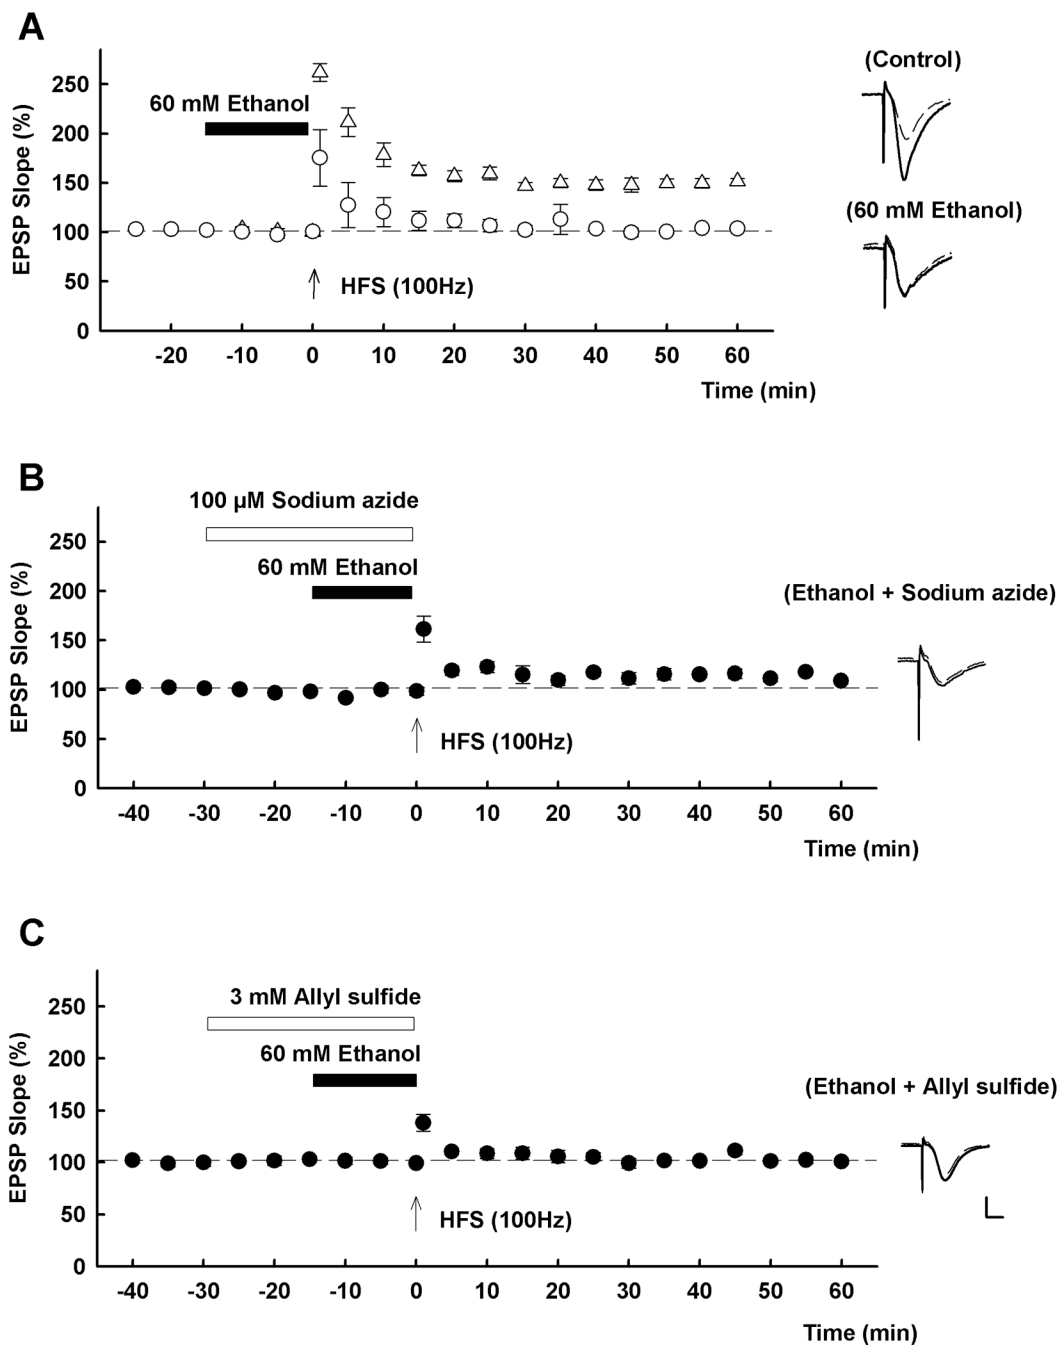 A
(Control)
250
60 mM Ethanol
200
EPSP Slope (%)
150
(60 mM Ethanol)
100
50
HFS (100Hz)
0
-20 -10 0 10 20 30 40 50 60
Time (min)
B
100 µM Sodium azide
250
60 mM Ethanol
200
(Ethanol + Sodium azide)
EPSP Slope (%)
150
100
50
HFS (100Hz)
0
-40 -30 -20 -10 0 10 20 30 40 50 60
Time (min)
C
3 mM Allyl sulfide
250
60 mM Ethanol
200
(Ethanol + Allyl sulfide)
EPSP Slope (%)
150
100
50
HFS (100Hz)
0
-40 -30 -20 -10 0 10 20 30 40 50 60
Time (min)